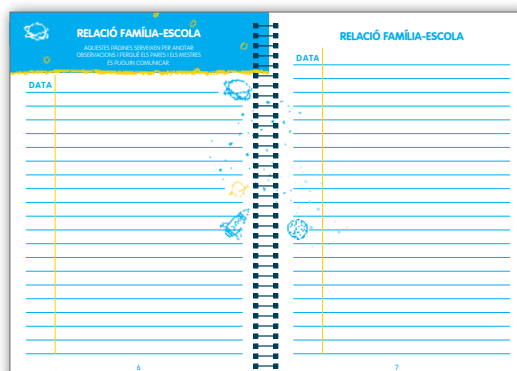 RELACIÓ FAMÍLIA-ESCOLA
AQUESTES PÀGINES SERVEIXEN PER ANOTAR
OBSERVACIONS I PERQUÈ ELS PARES I ELS MESTRES
ES PUGUIN COMUNICAR
DATA
6
RELACIÓ FAMÍLIA-ESCOLA
DATA
7